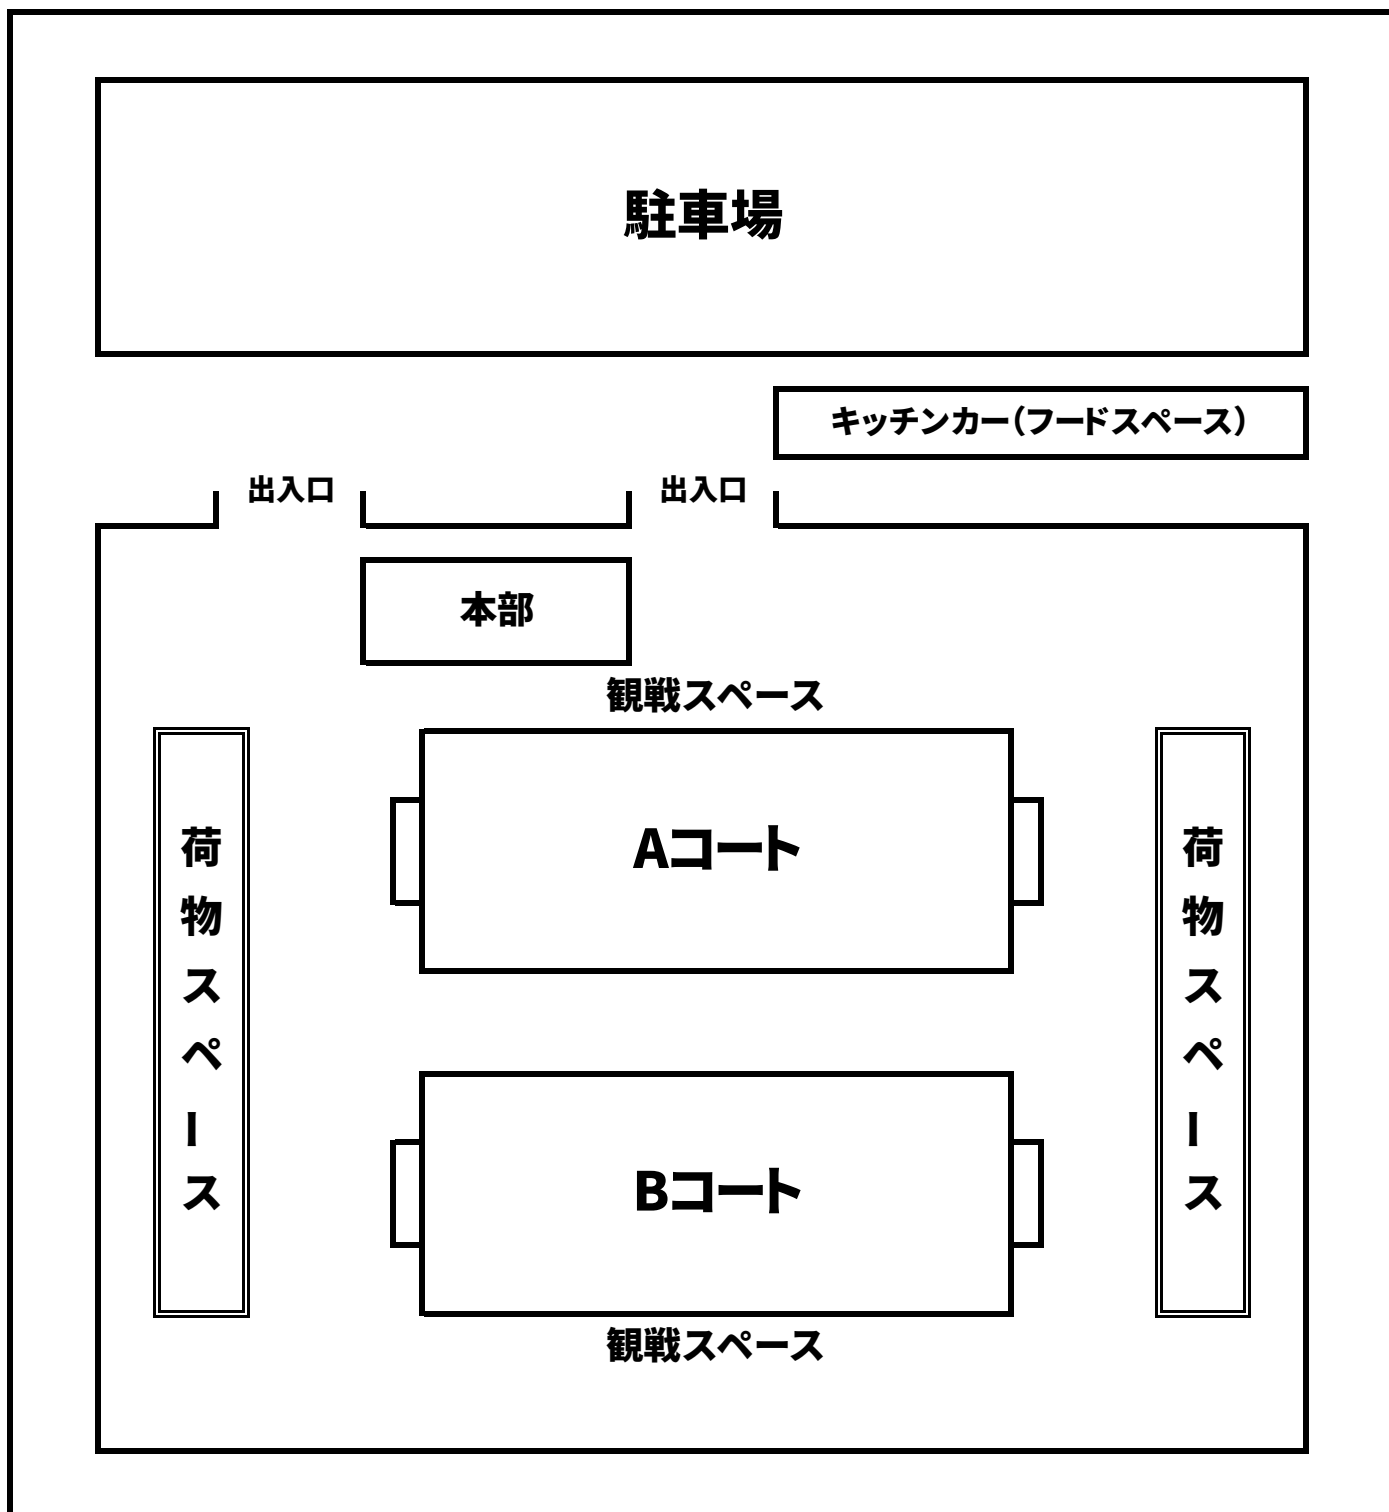 駐車場
キッチンカー(フードスペース)
出入口
出入口
本部
観戦スペース
荷物スペース
Aコート
荷物スペース
Bコート
観戦スペース